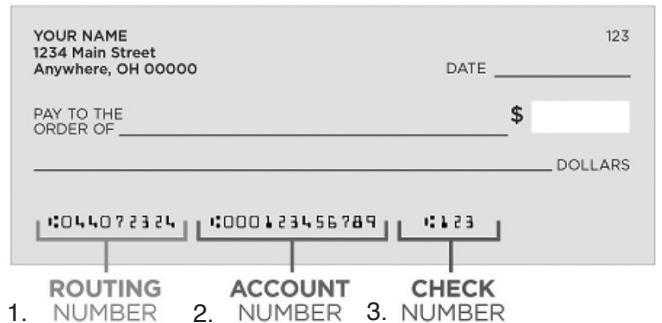 YOUR NAME 123
1234 Main Street
Anywhere, OH 00000
DATE
PAY TO THE
ORDER OF $
DOLLARS
⑆044072324 ⑆000123456789 ⑆123
ROUTING ACCOUNT CHECK
1. NUMBER 2. NUMBER 3. NUMBER